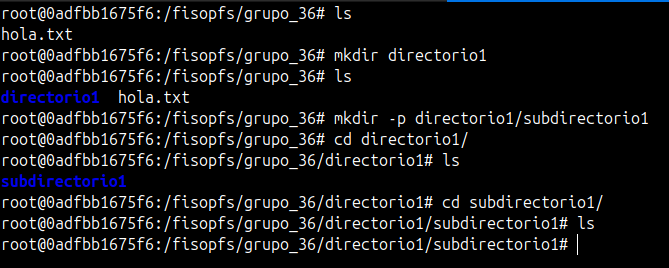 root@0adfbb1675f6:/fisopfs/grupo_36# ls
hola.txt
root@0adfbb1675f6:/fisopfs/grupo_36# mkdir directorio1
root@0adfbb1675f6:/fisopfs/grupo_36# ls
directorio1  hola.txt
root@0adfbb1675f6:/fisopfs/grupo_36# mkdir -p directorio1/subdirectorio1
root@0adfbb1675f6:/fisopfs/grupo_36# cd directorio1/
root@0adfbb1675f6:/fisopfs/grupo_36/directorio1# ls
subdirectorio1
root@0adfbb1675f6:/fisopfs/grupo_36/directorio1# cd subdirectorio1/
root@0adfbb1675f6:/fisopfs/grupo_36/directorio1/subdirectorio1# ls
root@0adfbb1675f6:/fisopfs/grupo_36/directorio1/subdirectorio1#